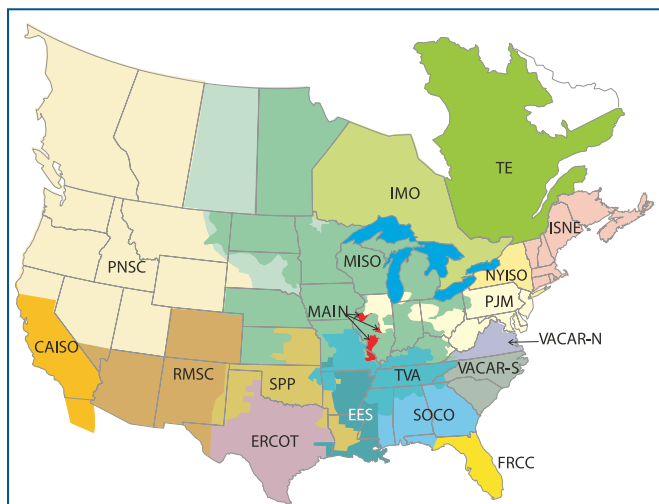 TE
IMO
ISNE
MISO
NYISO
PNSC
PJM
MAIN
VACAR-N
CAISO
VACAR-S
RMSC
TVA
SPP
EES
SOCO
ERCOT
FRCC